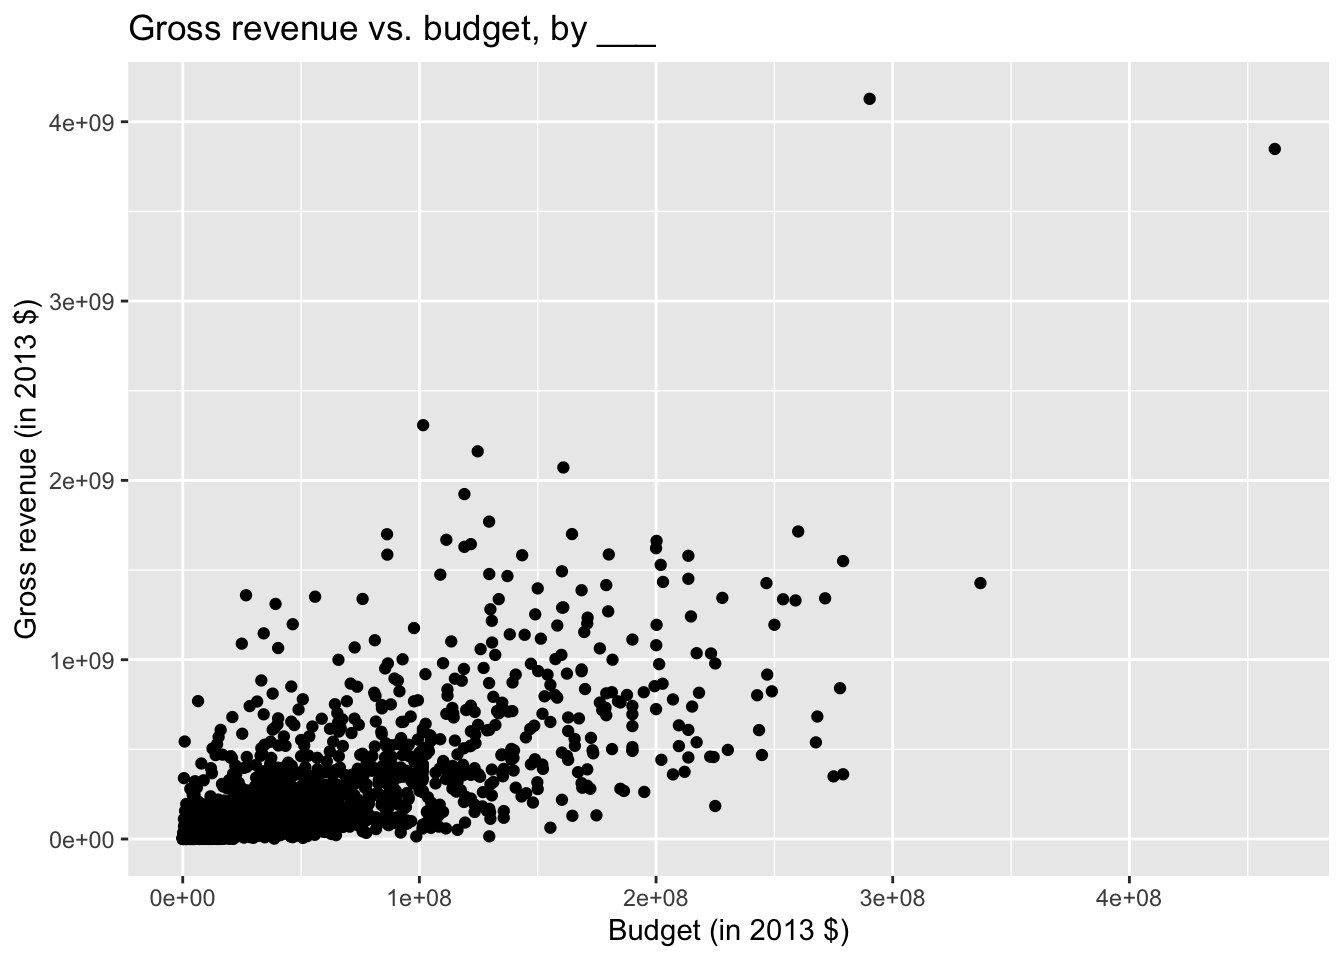 Gross revenue vs. budget, by ___
4e+09
3e+09
2e+09
1e+09
0e+00
Gross revenue (in 2013 $)
0e+00 1e+08 2e+08 3e+08 4e+08
Budget (in 2013 $)